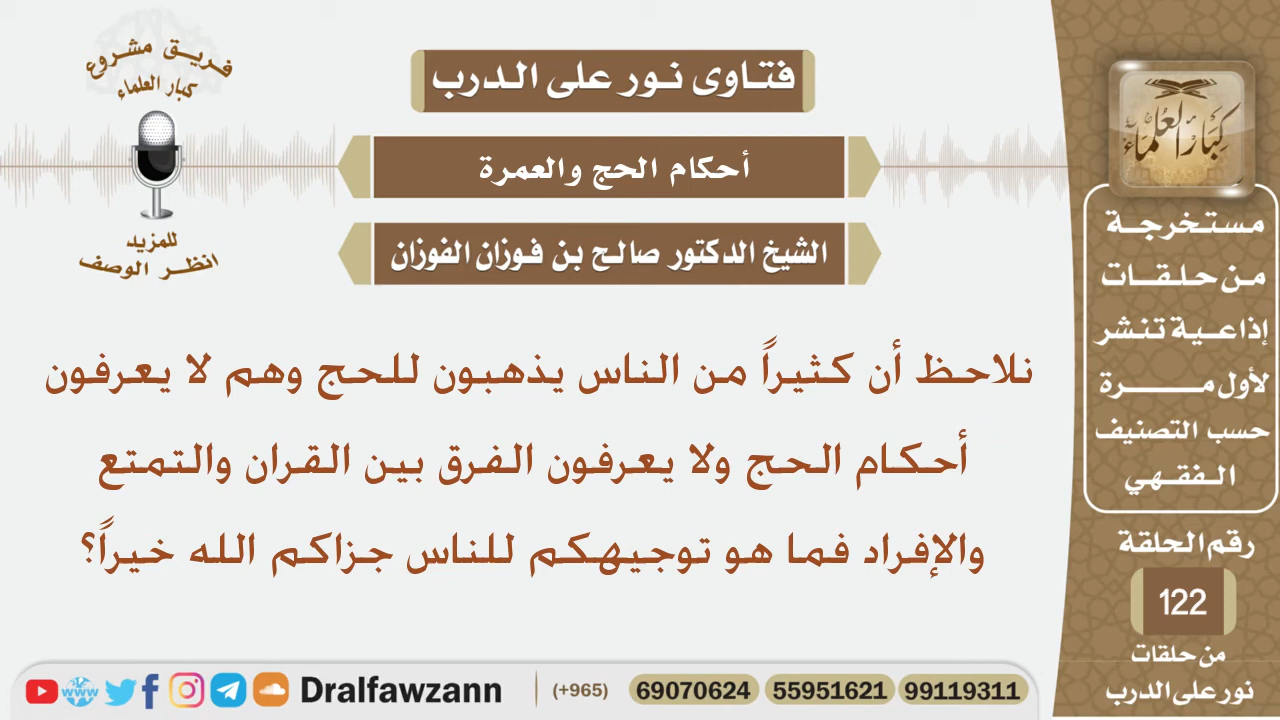 فريق مشروع
كبار العلماء
للمزيد
انظر الوصف
فتاوى نور على الدرب
أحكام الحج والعمرة
الشيخ الدكتور صالح بن فوزان الفوزان
نلاحظ أن كثيراً من الناس يذهبون للحج وهم لا يعرفون
أحكام الحج ولا يعرفون الفرق بين القران والتمتع
والإفراد فما هو توجيهكم للناس جزاكم الله خيراً؟
كبار العلماء
مستخرجة
من حلقات
إذاعية تنشر
لأول مرة
حسب التصنيف
الفقهي
رقم الحلقة
122
من حلقات
نور على الدرب
www
Dralfawzann
(+965) 69070624 55951621 99119311